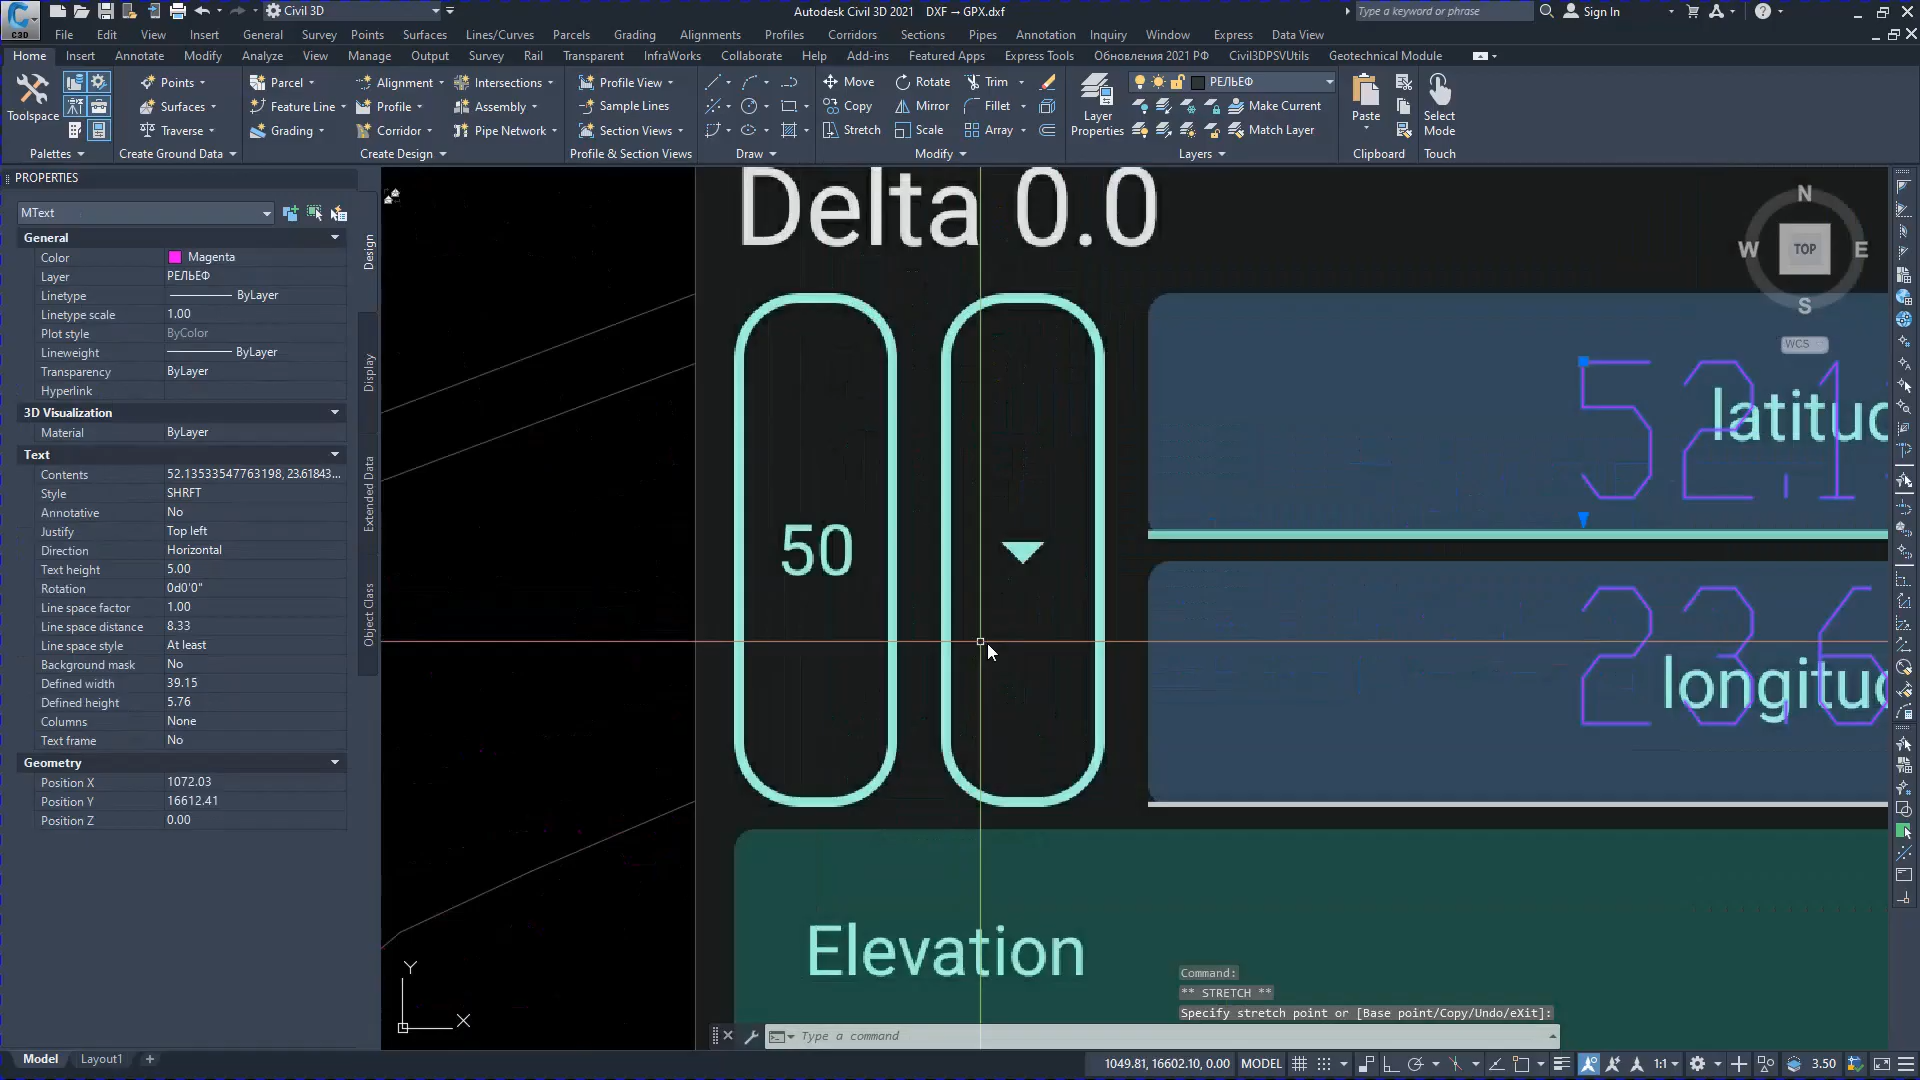 C3D
Civil 3D
Autodesk Civil 3D 2021 DXF → GPX.dxf
Type a keyword or phrase
Sign In
File Edit View Insert General Survey Points Surfaces Lines/Curves Parcels Grading Alignments Profiles Corridors Sections Pipes Annotation Inquiry Window Express Data View
Home Insert Annotate Modify Analyze View Manage Output Survey Rail Transparent InfraWorks Collaborate Help Add-ins Featured Apps Express Tools Обновления 2021 РФ Civil3DPSVUtils Geotechnical Module
Points Parcel Alignment Intersections Profile View Move Rotate Trim РЕЛЬЕФ
Toolspace Surfaces Feature Line Profile Assembly Sample Lines Copy Mirror Fillet Layer Properties Make Current Paste Select Mode
Traverse Grading Corridor Pipe Network Section Views Stretch Scale Array Match Layer
Palettes Create Ground Data Create Design Profile & Section Views Draw Modify Layers Clipboard Touch
PROPERTIES
MText
General
Color Magenta
Layer РЕЛЬЕФ
Linetype ByLayer
Linetype scale 1.00
Plot style ByColor
Lineweight ByLayer
Transparency ByLayer
Hyperlink
3D Visualization
Material ByLayer
Text
Contents 52.13533547763198, 23.61843...
Style SHRFT
Annotative No
Justify Top left
Direction Horizontal
Text height 5.00
Rotation 0d0'0"
Line space factor 1.00
Line space distance 8.33
Line space style At least
Background mask No
Defined width 39.15
Defined height 5.76
Columns None
Text frame No
Geometry
Position X 1072.03
Position Y 16612.41
Position Z 0.00
Design
Display
Extended Data
Object Class
Delta 0.0
N
W TOP E
S
WCS
52.1
latitud
50
23.6
longitud
Elevation
Y
X
Command:
** STRETCH **
Specify stretch point or [Base point/Copy/Undo/eXit]:
Type a command
Model Layout1 +
1049.81, 16602.10, 0.00 MODEL 1:1 3.50